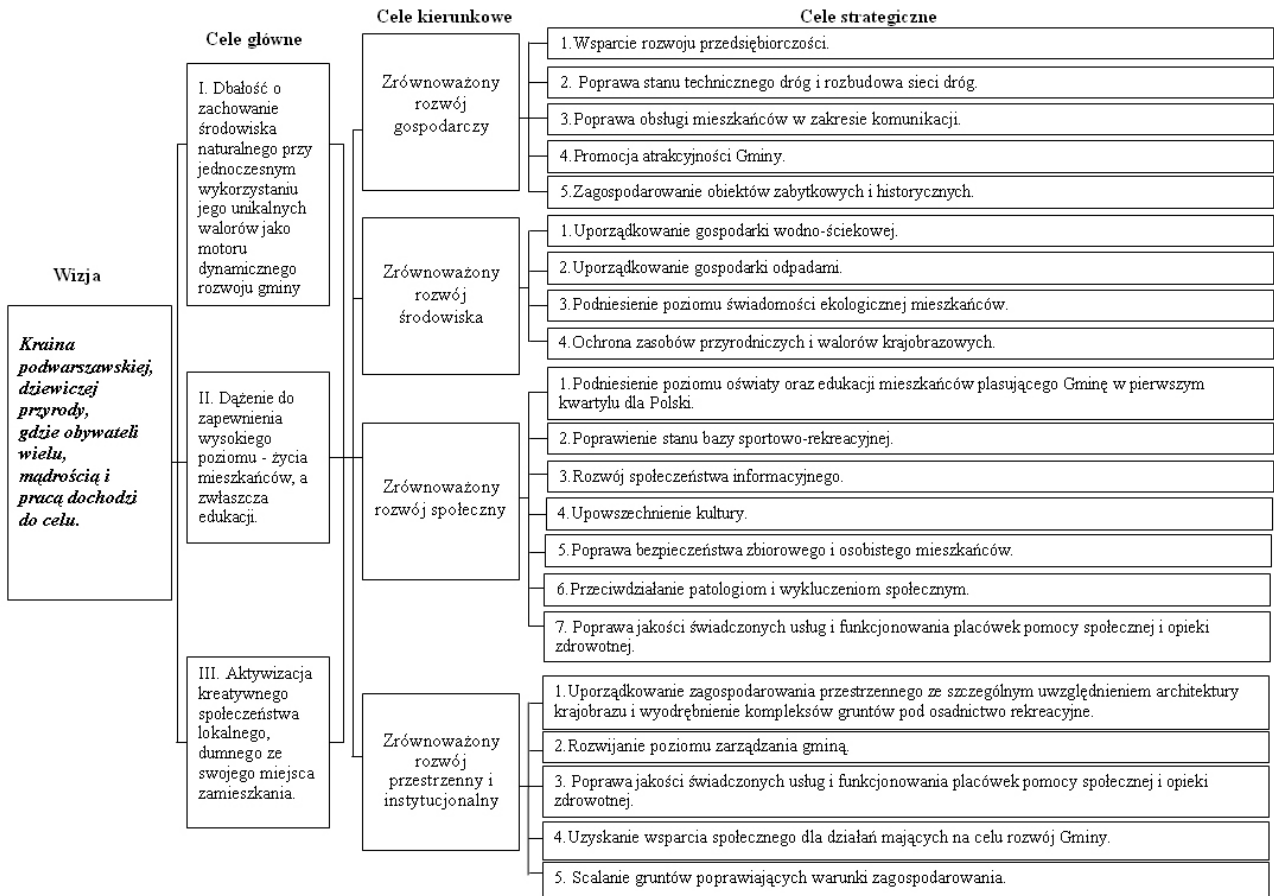 Wizja
Kraina
podwarszawskiej,
dziewiczej
przyrody,
gdzie obywateli
wielu,
mądrością i
pracą dochodzi
do celu.
Cele główne
I. Dbałość o
zachowanie
środowiska
naturalnego przy
jednoczesnym
wykorzystaniu
jego unikalnych
walorów jako
motoru
dynamicznego
rozwoju gminy
II. Dążenie do
zapewnienia
wysokiego
poziomu - życia
mieszkańców, a
zwłaszcza
edukacji.
III. Aktywizacja
kreatywnego
społeczeństwa
lokalnego,
dumnego ze
swojego miejsca
zamieszkania.
Cele kierunkowe
Zrównoważony
rozwój
gospodarczy
Zrównoważony
rozwój
środowiska
Zrównoważony
rozwój społeczny
Zrównoważony
rozwój
przestrzenny i
instytucjonalny
Cele strategiczne
1.Wsparcie rozwoju przedsiębiorczości.
2. Poprawa stanu technicznego dróg i rozbudowa sieci dróg.
3.Poprawa obsługi mieszkańców w zakresie komunikacji.
4.Promocja atrakcyjności Gminy.
5.Zagospodarowanie obiektów zabytkowych i historycznych.
1.Uporządkowanie gospodarki wodno-ściekowej.
2.Uporządkowanie gospodarki odpadami.
3.Podniesienie poziomu świadomości ekologicznej mieszkańców.
4.Ochrona zasobów przyrodniczych i walorów krajobrazowych.
1.Podniesienie poziomu oświaty oraz edukacji mieszkańców plasującego Gminę w pierwszym
kwartylu dla Polski.
2.Poprawienie stanu bazy sportowo-rekreacyjnej.
3.Rozwój społeczeństwa informacyjnego.
4.Upowszechnienie kultury.
5.Poprawa bezpieczeństwa zbiorowego i osobistego mieszkańców.
6.Przeciwdziałanie patologiom i wykluczeniom społecznym.
7. Poprawa jakości świadczonych usług i funkcjonowania placówek pomocy społecznej i opieki
zdrowotnej.
1.Uporządkowanie zagospodarowania przestrzennego ze szczególnym uwzględnieniem architektury
krajobrazu i wyodrębnienie kompleksów gruntów pod osadnictwo rekreacyjne.
2.Rozwijanie poziomu zarządzania gminą.
3. Poprawa jakości świadczonych usług i funkcjonowania placówek pomocy społecznej i opieki
zdrowotnej.
4.Uzyskanie wsparcia społecznego dla działań mających na celu rozwój Gminy.
5. Scalanie gruntów poprawiających warunki zagospodarowania.